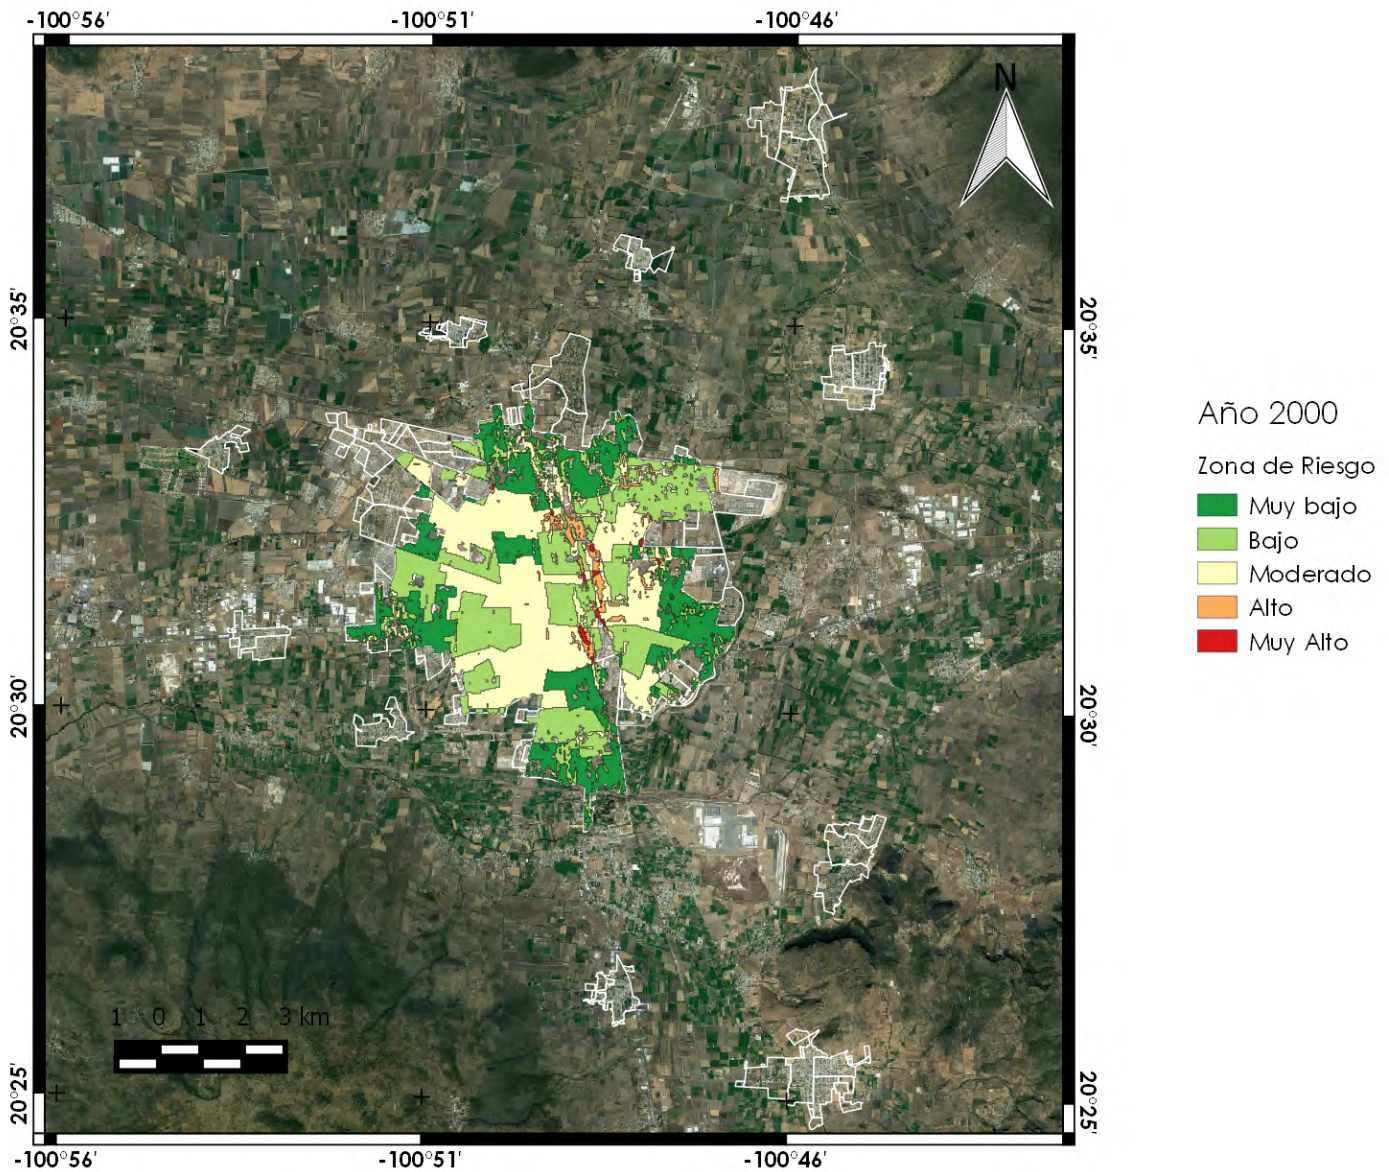 -100°56'
-100°51'
-100°46'
N
20°35'
20°35'
20°30'
20°30'
20°25'
20°25'
1 0 1 2 3 km
-100°56'
-100°51'
-100°46'
Año 2000
Zona de Riesgo
Muy bajo
Bajo
Moderado
Alto
Muy Alto